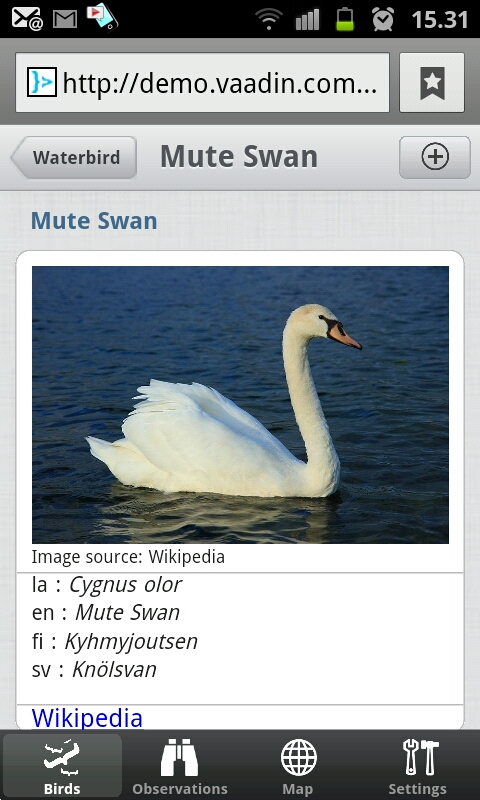 15.31
http://demo.vaadin.com...
Waterbird
Mute Swan
Mute Swan
Image source: Wikipedia
la : Cygnus olor
en : Mute Swan
fi : Kyhmyjoutsen
sv : Knölsvan
Wikipedia
Birds
Observations
Map
Settings